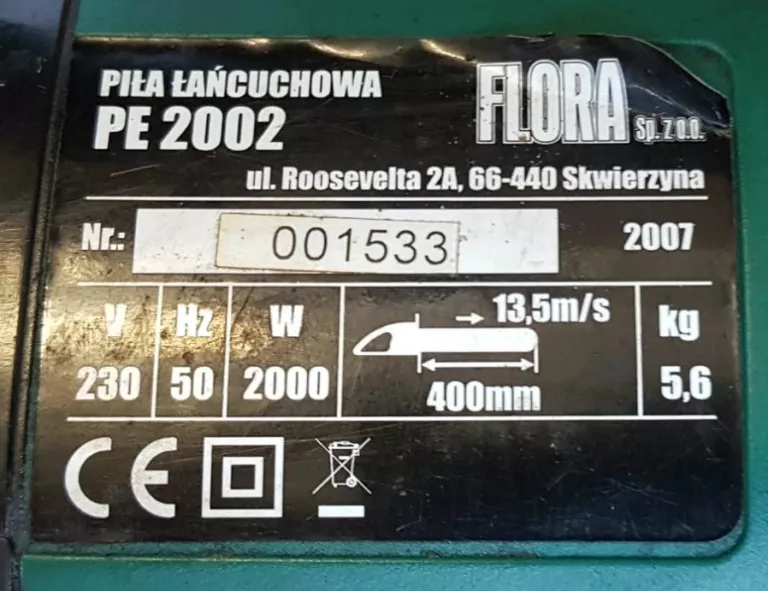 PIŁA ŁAŃCUCHOWA
PE 2002
FLORA Sp. z o.o.
ul. Roosevelta 2A, 66-440 Skwierzyna
Nr.: 001533 2007
V Hz W 13,5m/s kg
230 50 2000 400mm 5,6
CE